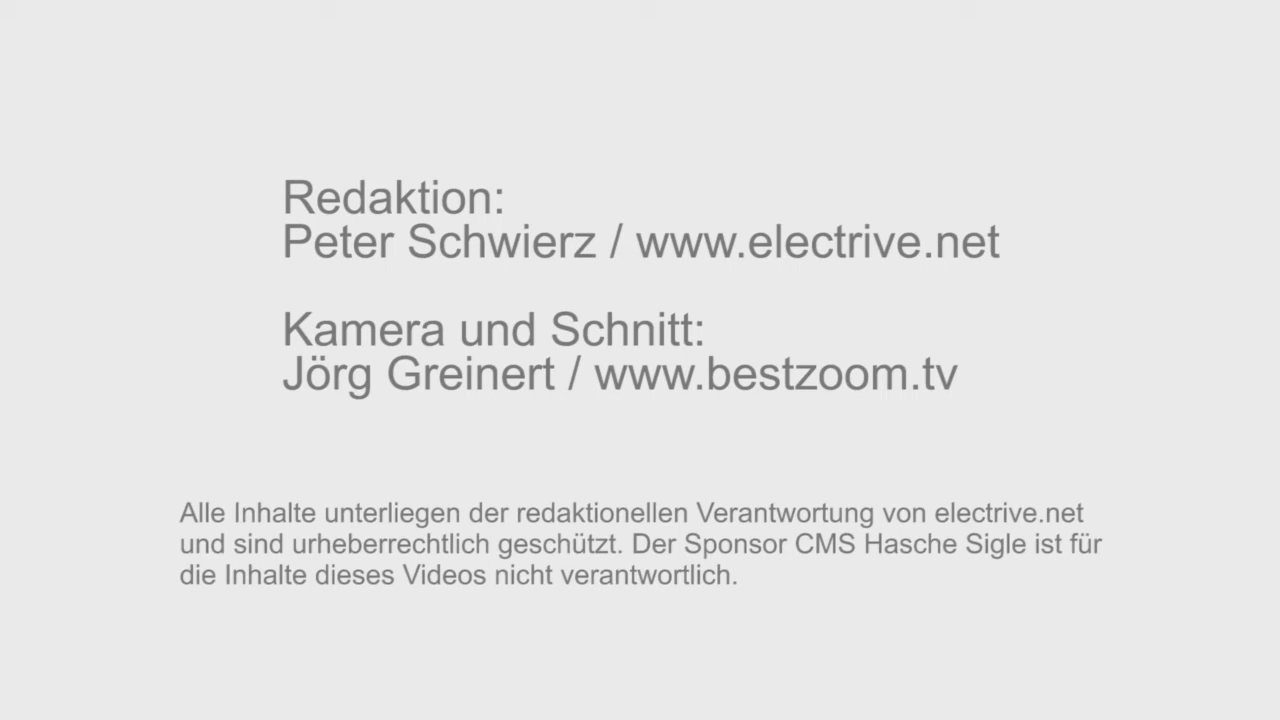 Redaktion:
Peter Schwierz / www.electrive.net
Kamera und Schnitt:
Jörg Greinert / www.bestzoom.tv
Alle Inhalte unterliegen der redaktionellen Verantwortung von electrive.net
und sind urheberrechtlich geschützt. Der Sponsor CMS Hasche Sigle ist für
die Inhalte dieses Videos nicht verantwortlich.